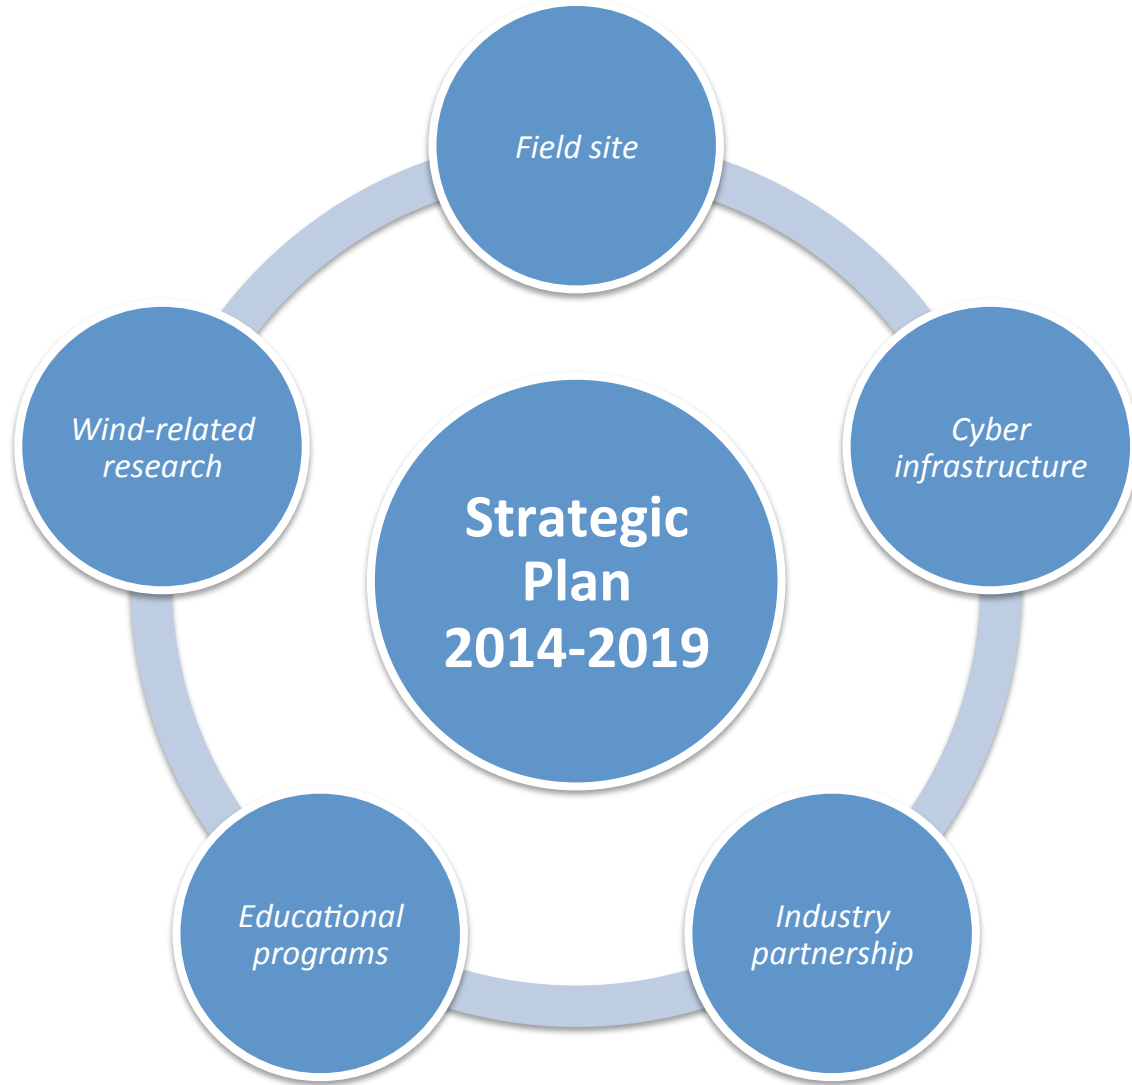 Field site
Wind-related
research
Cyber
infrastructure
Strategic
Plan
2014-2019
Educational
programs
Industry
partnership